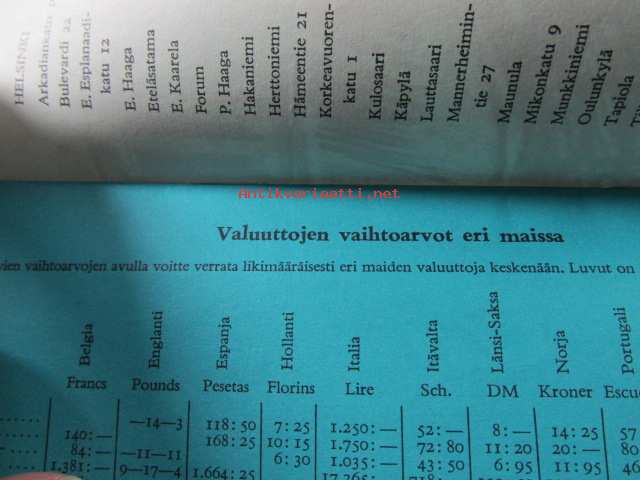 HELSINKI
Arkadiankatu
Bulevardi 22
E. Esplanaadi-
katu 12
E. Haaga
Eteläsatama
E. Kaarela
Forum
P. Haaga
Hakaniemi
Herttoniemi
Hämeentie 21
Korkeavuoren-
katu 1
Kulosaari
Käpylä
Lauttasaari
Mannerheimin-
tie 27
Maunula
Mikonkatu 9
Munkkiniemi
Oulunkylä
Tapiola
Antikvariaatti.net
Valuuttojen vaihtoarvot eri maissa
vien vaihtoarvojen avulla voitte verrata likimääräisesti eri maiden valuuttoja keskenään. Luvut on
Belgia Englanti Espanja Hollanti Italia Itävalta Länsi-Saksa Norja Portugali
Francs Pounds Pesetas Florins Lire Sch. DM Kroner Escu
—14—3 118:50 7:25 1.250:— 52:— 8:— 14:25 57
140:— 168:25 10:15 1.750:— 72:80 11:20 20:— 80
84:— —11—11 6:30 1.035:— 43:50 6:95 11:95 46
1.381:— 9—17—4 1.664:25